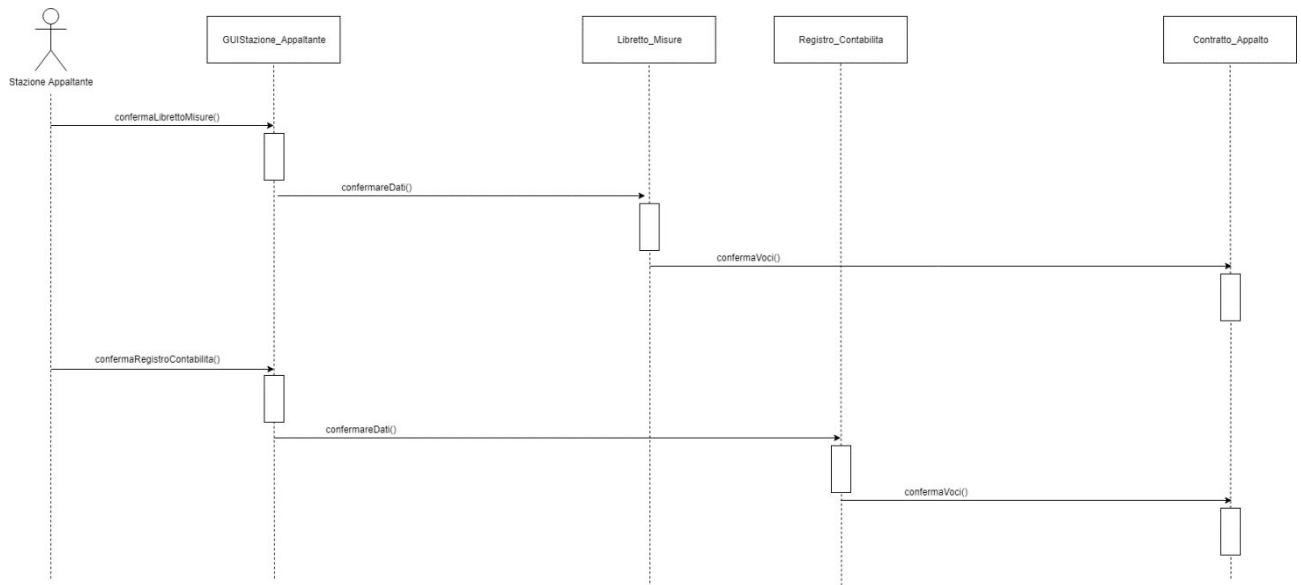 GUIStazione_Appaltante
Libretto_Misure
Registro_Contabilita
Contratto_Appalto
Stazione Appaltante
confermaLibrettoMisure()
confermareDati()
confermaVoci()
confermaRegistroContabilita()
confermareDati()
confermaVoci()